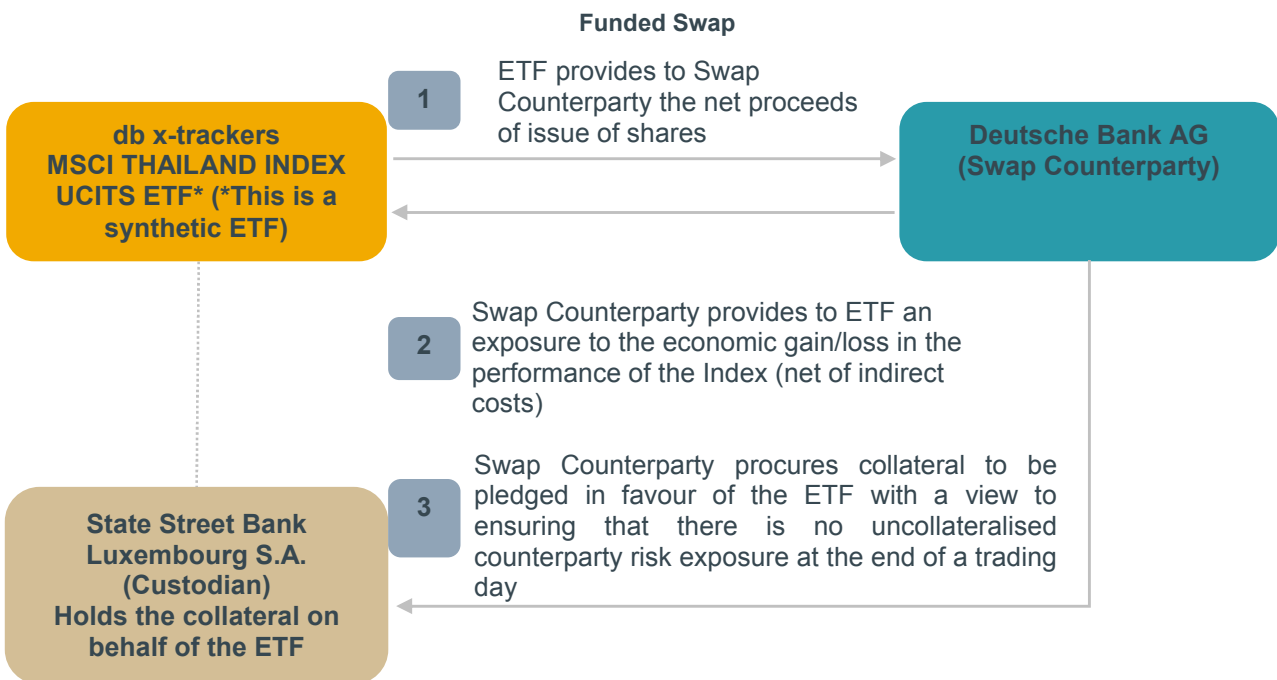 Funded Swap
1
ETF provides to Swap
Counterparty the net proceeds
of issue of shares
db x-trackers
MSCI THAILAND INDEX
UCITS ETF* (*This is a
synthetic ETF)
Deutsche Bank AG
(Swap Counterparty)
2
Swap Counterparty provides to ETF an
exposure to the economic gain/loss in the
performance of the Index (net of indirect
costs)
3
Swap Counterparty procures collateral to be
pledged in favour of the ETF with a view to
ensuring that there is no uncollateralised
counterparty risk exposure at the end of a trading
day
State Street Bank
Luxembourg S.A.
(Custodian)
Holds the collateral on
behalf of the ETF